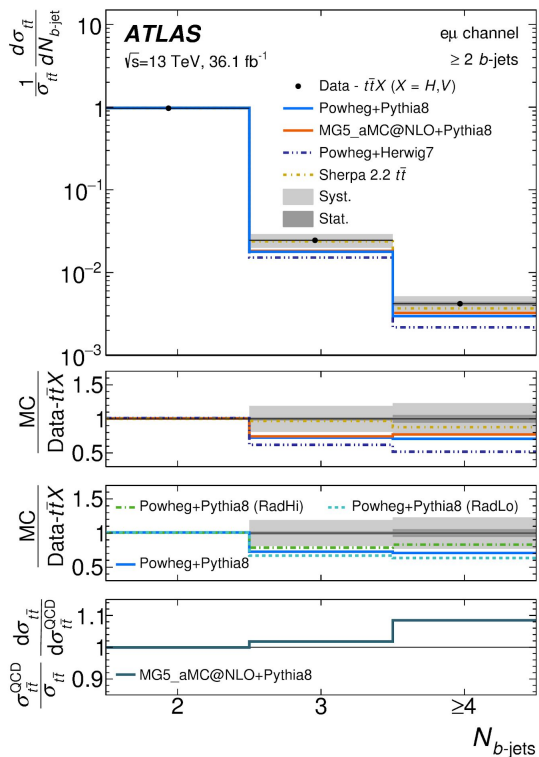 ATLAS
√s=13 TeV, 36.1 fb⁻¹
eμ channel
≥ 2 b-jets
1/σ_tt̄ dσ_tt̄/dN_b-jet
Data - tt̄X (X = H,V)
Powheg+Pythia8
MG5_aMC@NLO+Pythia8
Powheg+Herwig7
Sherpa 2.2 tt̄
Syst.
Stat.
10
1
10⁻¹
10⁻²
10⁻³
MC/Data-tt̄X
1.5
1
0.5
MC/Data-tt̄X
1.5
1
0.5
Powheg+Pythia8 (RadHi) Powheg+Pythia8 (RadLo)
Powheg+Pythia8
σ_tt̄^QCD/σ_tt̄ dσ_tt̄/dσ_tt̄^QCD
1.1
1
0.9
MG5_aMC@NLO+Pythia8
2 3 ≥4
N_b-jets